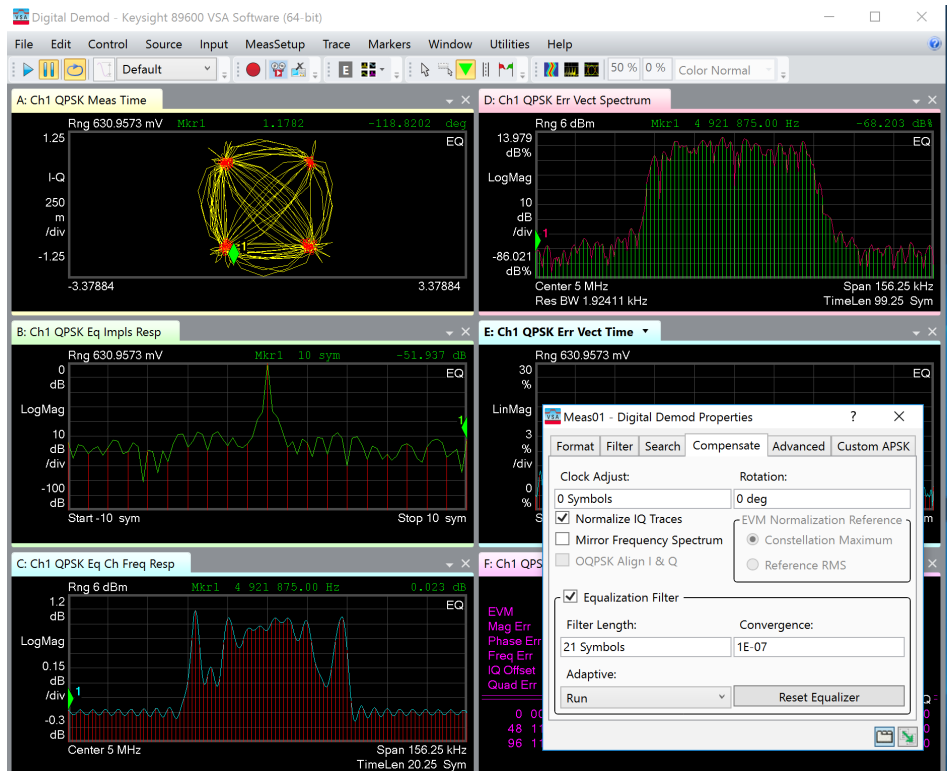 Digital Demod - Keysight 89600 VSA Software (64-bit)
File Edit Control Source Input MeasSetup Trace Markers Window Utilities Help
Default E 50 % 0 % Color Normal
A: Ch1 QPSK Meas Time
Rng 630.9573 mV Mkr1 1.1782 -118.8202 deg
1.25
EQ
I-Q
250
m
/div
-1.25
-3.37884 3.37884
D: Ch1 QPSK Err Vect Spectrum
Rng 6 dBm Mkr1 4 921 875.00 Hz -68.203 dB%
13.979
dB%
EQ
LogMag
10
dB
/div
-86.021
dB%
1
Center 5 MHz Span 156.25 kHz
Res BW 1.92411 kHz TimeLen 99.25 Sym
B: Ch1 QPSK Eq Impls Resp
Rng 630.9573 mV Mkr1 10 sym -51.937 dB
0
dB
EQ
LogMag
10
dB
/div
-100
dB
1
Start -10 sym Stop 10 sym
E: Ch1 QPSK Err Vect Time
Rng 630.9573 mV
30
%
EQ
LinMag
3
%
/div
0
%
C: Ch1 QPSK Eq Ch Freq Resp
Rng 6 dBm Mkr1 4 921 875.00 Hz 0.023 dB
1.2
dB
EQ
LogMag
0.15
dB
/div
-0.3
dB
1
Center 5 MHz Span 156.25 kHz
TimeLen 20.25 Sym
F: Ch1 QPS
EVM
Mag Err
Phase Err
Freq Err
IQ Offset
Quad Err
0
48
96
Meas01 - Digital Demod Properties
Format Filter Search Compensate Advanced Custom APSK
Clock Adjust: Rotation:
0 Symbols 0 deg
Normalize IQ Traces
Mirror Frequency Spectrum
OQPSK Align I & Q
EVM Normalization Reference
Constellation Maximum
Reference RMS
Equalization Filter
Filter Length: Convergence:
21 Symbols 1E-07
Adaptive:
Run Reset Equalizer